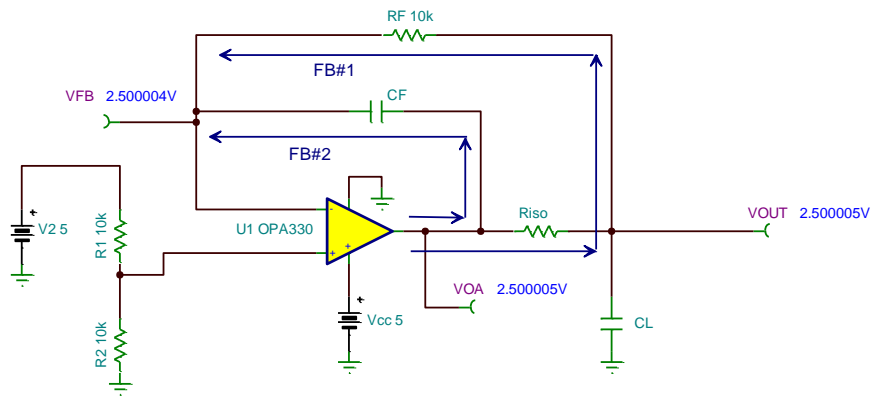 RF 10k
FB#1
VFB 2.500004V
CF
FB#2
V2 5
R1 10k
U1 OPA330
Riso
VOUT 2.500005V
VOA 2.500005V
Vcc 5
CL
R2 10k